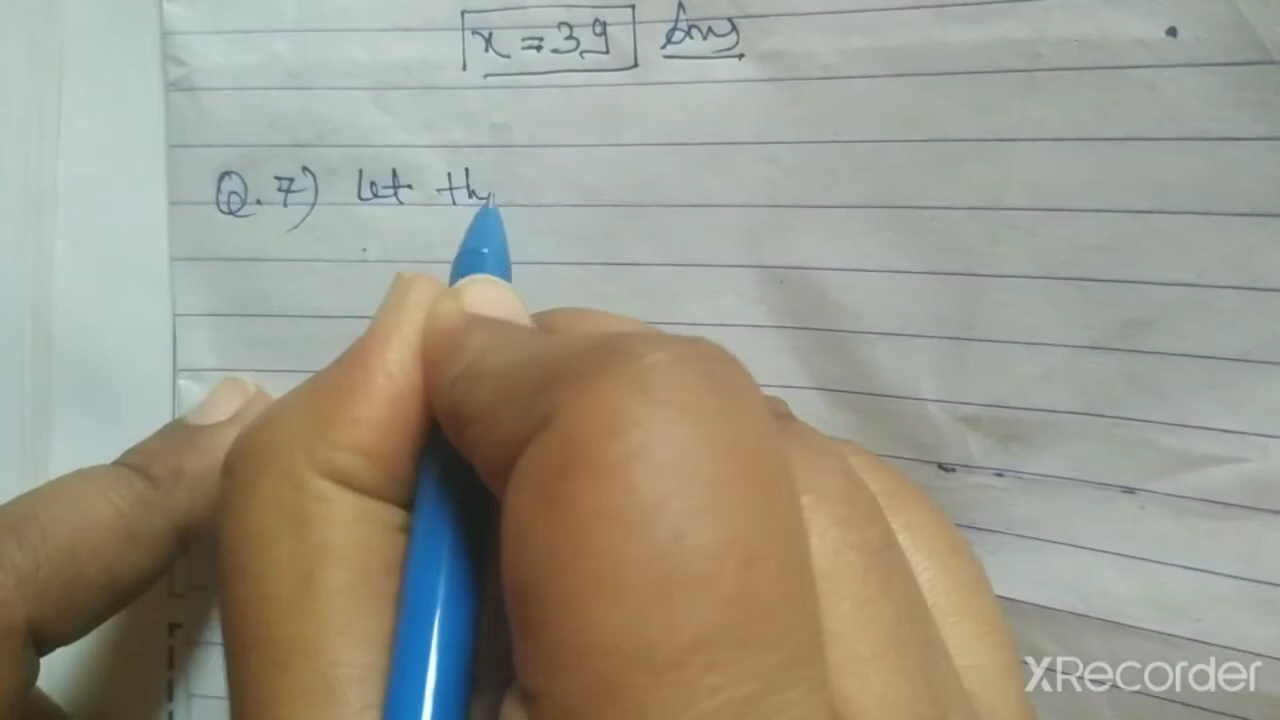 x = 39 Ans
Q.7) Let th
XRecorder